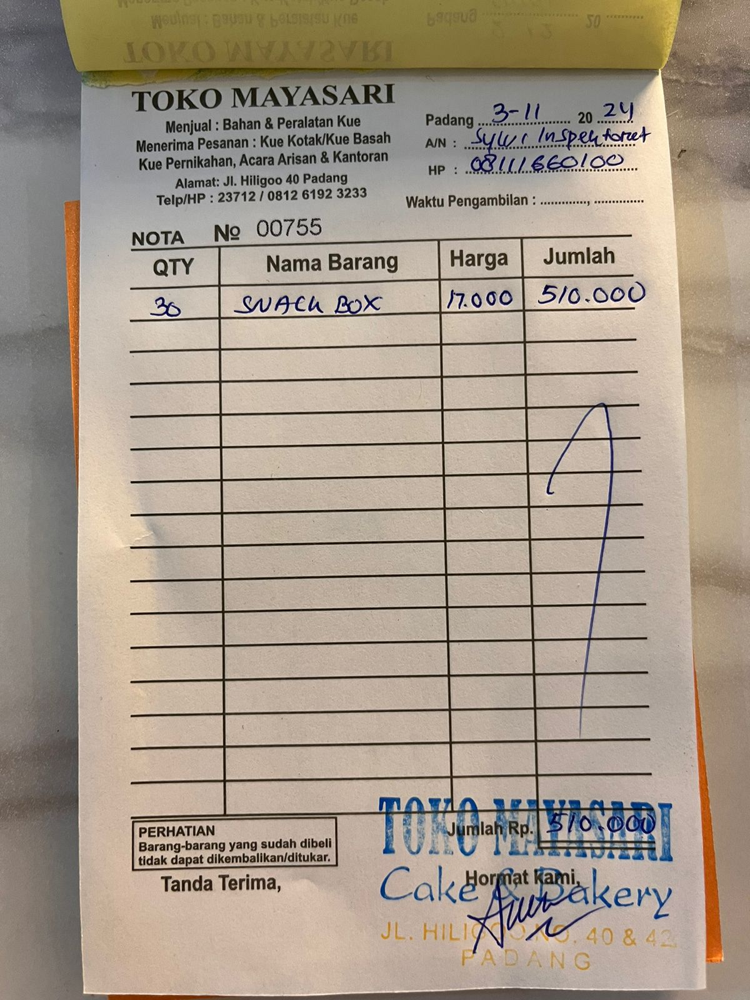 TOKO MAYASARI
Menjual : Bahan & Peralatan Kue
Menerima Pesanan : Kue Kotak/Kue Basah
Kue Pernikahan, Acara Arisan & Kantoran
Alamat: Jl. Hiligoo 40 Padang
Telp/HP : 23712 / 0812 6192 3233
Padang 3-11 20 24
A/N : Sylvi Inspektorat
HP : 08111660100
Waktu Pengambilan : ............., .............
NOTA No 00755
QTY Nama Barang Harga Jumlah
30 SNACK BOX 17.000 510.000
Jumlah Rp. 510.000
PERHATIAN
Barang-barang yang sudah dibeli
tidak dapat dikembalikan/ditukar.
Tanda Terima,
Hormat Kami,
TOKO MAYASARI
Cake & Bakery
JL. HILIGOO NO. 40 & 42
PADANG